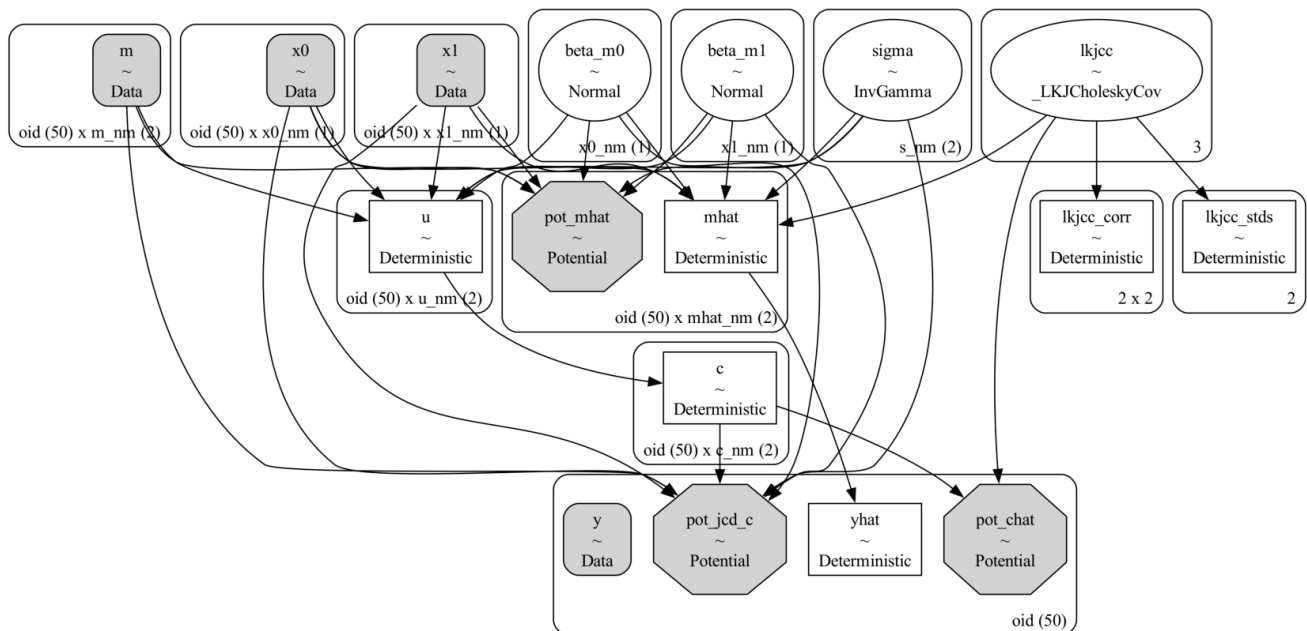 m
~
Data
oid (50) x m_nm (2)
x0
~
Data
oid (50) x x0_nm (1)
x1
~
Data
oid (50) x x1_nm (1)
beta_m0
~
Normal
x0_nm (1)
beta_m1
~
Normal
x1_nm (1)
sigma
~
InvGamma
s_nm (2)
lkjcc
~
_LKJCholeskyCov
3
u
~
Deterministic
oid (50) x u_nm (2)
pot_mhat
~
Potential
mhat
~
Deterministic
oid (50) x mhat_nm (2)
lkjcc_corr
~
Deterministic
2 x 2
lkjcc_stds
~
Deterministic
2
c
~
Deterministic
oid (50) x c_nm (2)
y
~
Data
pot_jcd_c
~
Potential
yhat
~
Deterministic
pot_chat
~
Potential
oid (50)